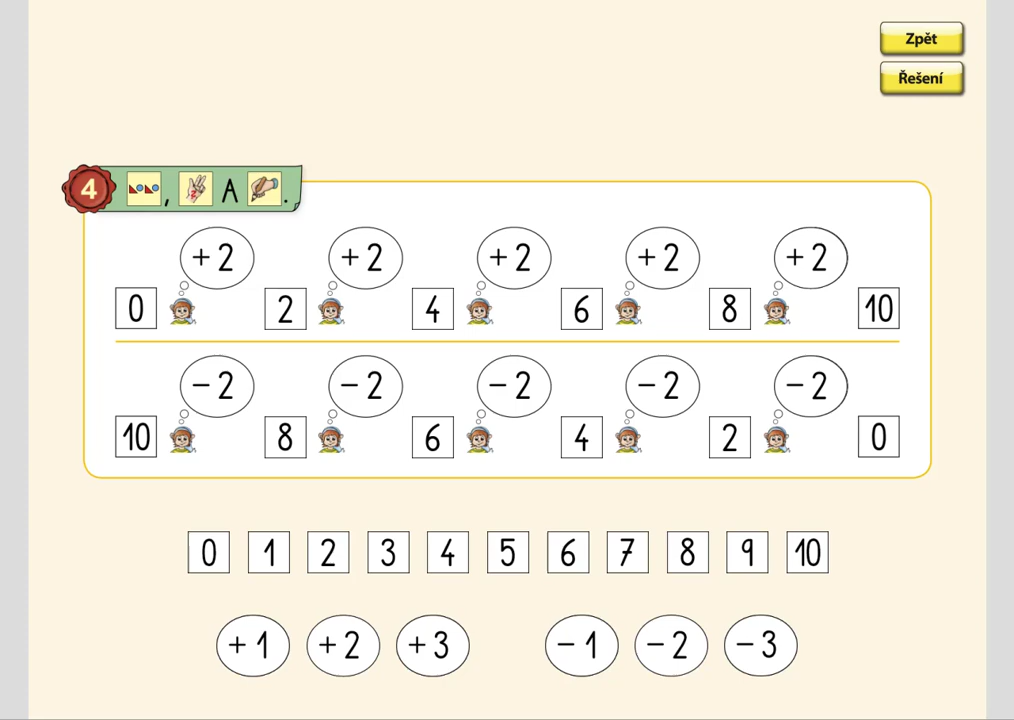 Zpět
Řešení
4 , A .
+2 +2 +2 +2 +2
0 2 4 6 8 10
−2 −2 −2 −2 −2
10 8 6 4 2 0
0 1 2 3 4 5 6 7 8 9 10
+1 +2 +3 −1 −2 −3